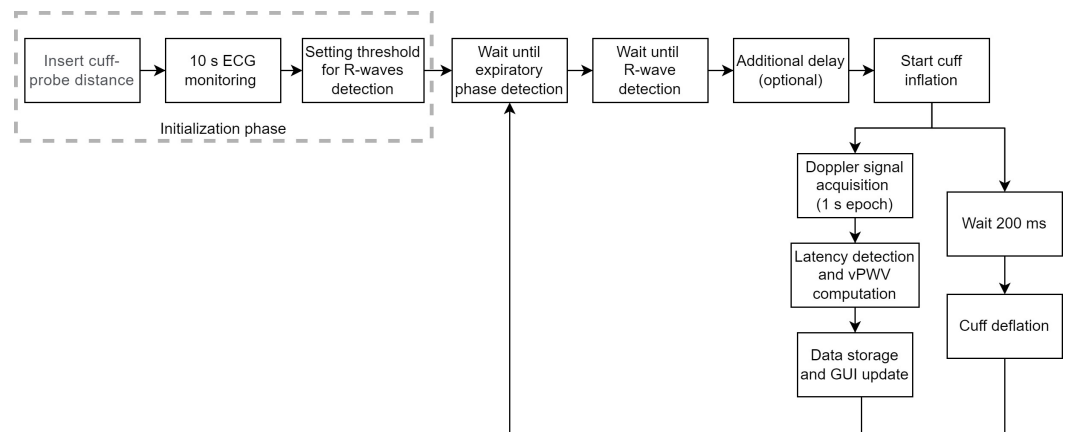 Insert cuff-
probe distance
10 s ECG
monitoring
Setting threshold
for R-waves
detection
Initialization phase
Wait until
expiratory
phase detection
Wait until
R-wave
detection
Additional delay
(optional)
Start cuff
inflation
Doppler signal
acquisition
(1 s epoch)
Latency detection
and vPWV
computation
Data storage
and GUI update
Wait 200 ms
Cuff deflation